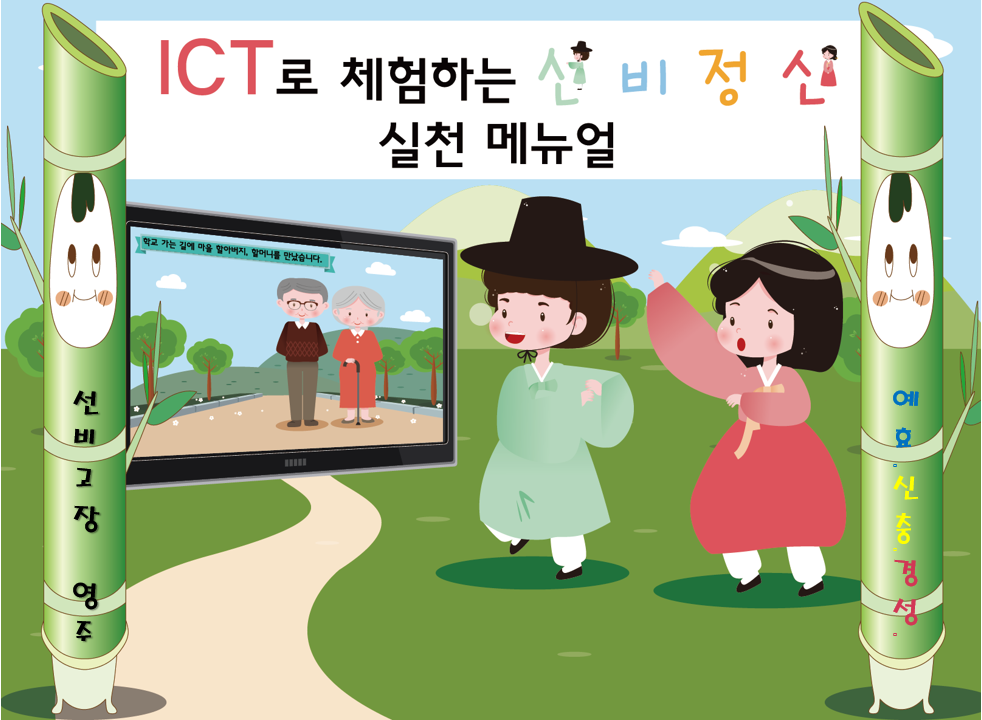 ICT로 체험하는 선비정신
실천 메뉴얼
학교 가는 길에 마을 할아버지, 할머니를 만났습니다.
선비고장 영주
예효
신충
경성